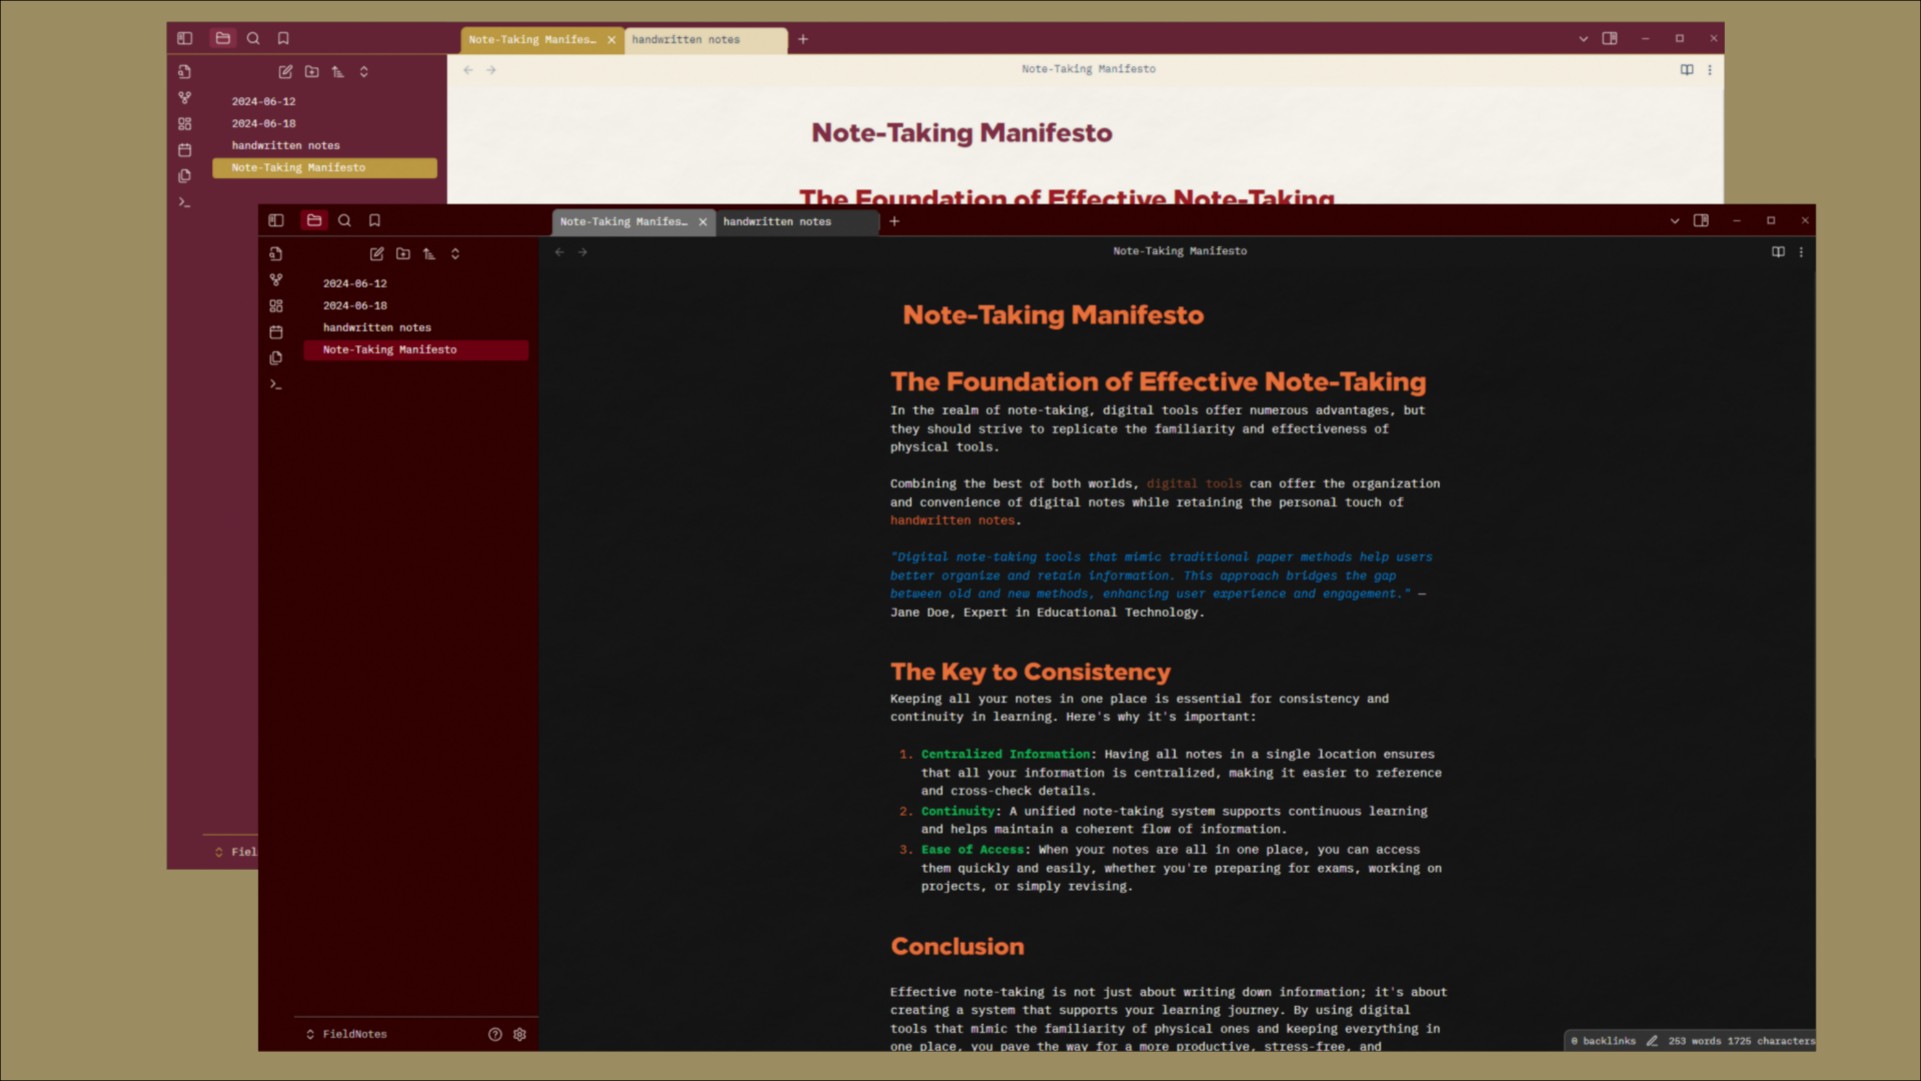 Note-Taking Manifes…
handwritten notes
Note-Taking Manifesto
2024-06-12
2024-06-18
handwritten notes
Note-Taking Manifesto
Note-Taking Manifesto
The Foundation of Effective Note-Taking
Fiel
Note-Taking Manifes…
handwritten notes
Note-Taking Manifesto
2024-06-12
2024-06-18
handwritten notes
Note-Taking Manifesto
FieldNotes
Note-Taking Manifesto
The Foundation of Effective Note-Taking
In the realm of note-taking, digital tools offer numerous advantages, but
they should strive to replicate the familiarity and effectiveness of
physical tools.
Combining the best of both worlds, digital tools can offer the organization
and convenience of digital notes while retaining the personal touch of
handwritten notes.
"Digital note-taking tools that mimic traditional paper methods help users
better organize and retain information. This approach bridges the gap
between old and new methods, enhancing user experience and engagement." —
Jane Doe, Expert in Educational Technology.
The Key to Consistency
Keeping all your notes in one place is essential for consistency and
continuity in learning. Here's why it's important:
1. Centralized Information: Having all notes in a single location ensures
that all your information is centralized, making it easier to reference
and cross-check details.
2. Continuity: A unified note-taking system supports continuous learning
and helps maintain a coherent flow of information.
3. Ease of Access: When your notes are all in one place, you can access
them quickly and easily, whether you're preparing for exams, working on
projects, or simply revising.
Conclusion
Effective note-taking is not just about writing down information; it's about
creating a system that supports your learning journey. By using digital
tools that mimic the familiarity of physical ones and keeping everything in
one place, you pave the way for a more productive, stress-free, and
0 backlinks 253 words 1725 characters